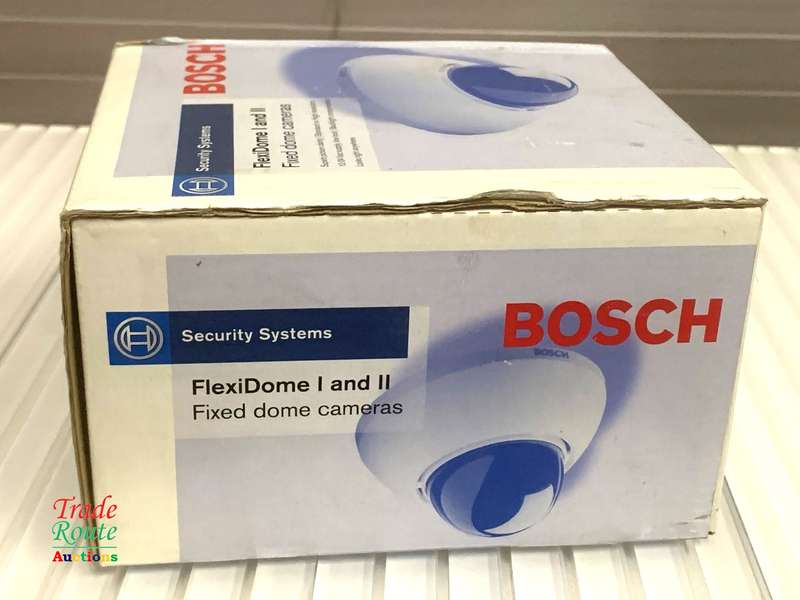 BOSCH
Security Systems
FlexiDome I and II
Fixed dome cameras
Security Systems
BOSCH
FlexiDome I and II
Fixed dome cameras
BOSCH
Trade
Route
Auctions